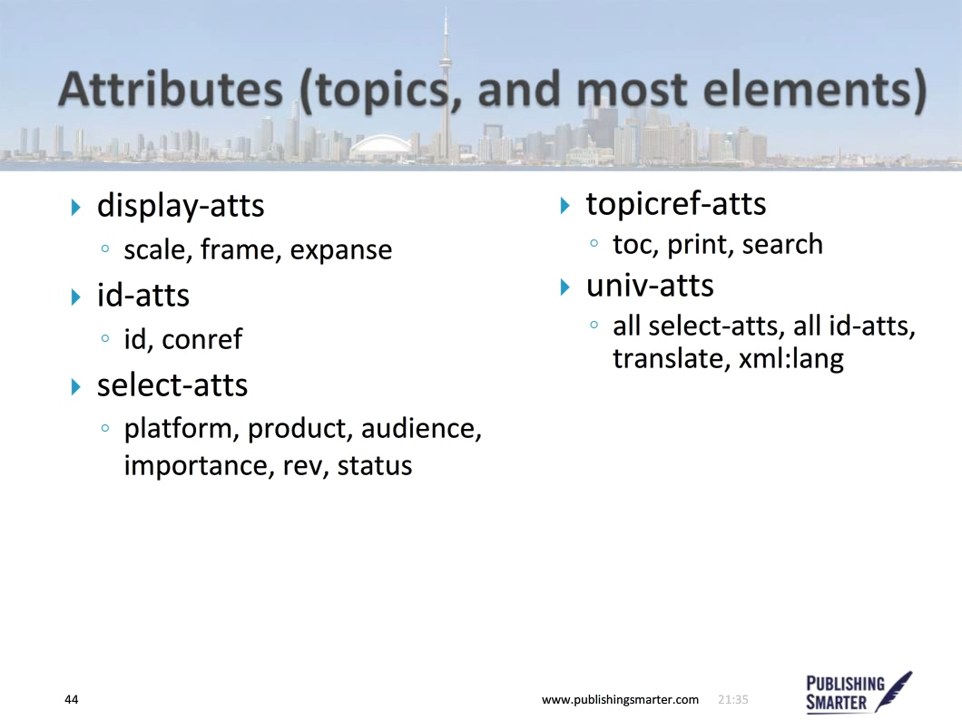 Attributes (topics, and most elements)
display-atts
scale, frame, expanse
id-atts
id, conref
select-atts
platform, product, audience,
importance, rev, status
topicref-atts
toc, print, search
univ-atts
all select-atts, all id-atts,
translate, xml:lang
44
www.publishingsmarter.com
21:35
PUBLISHING
SMARTER